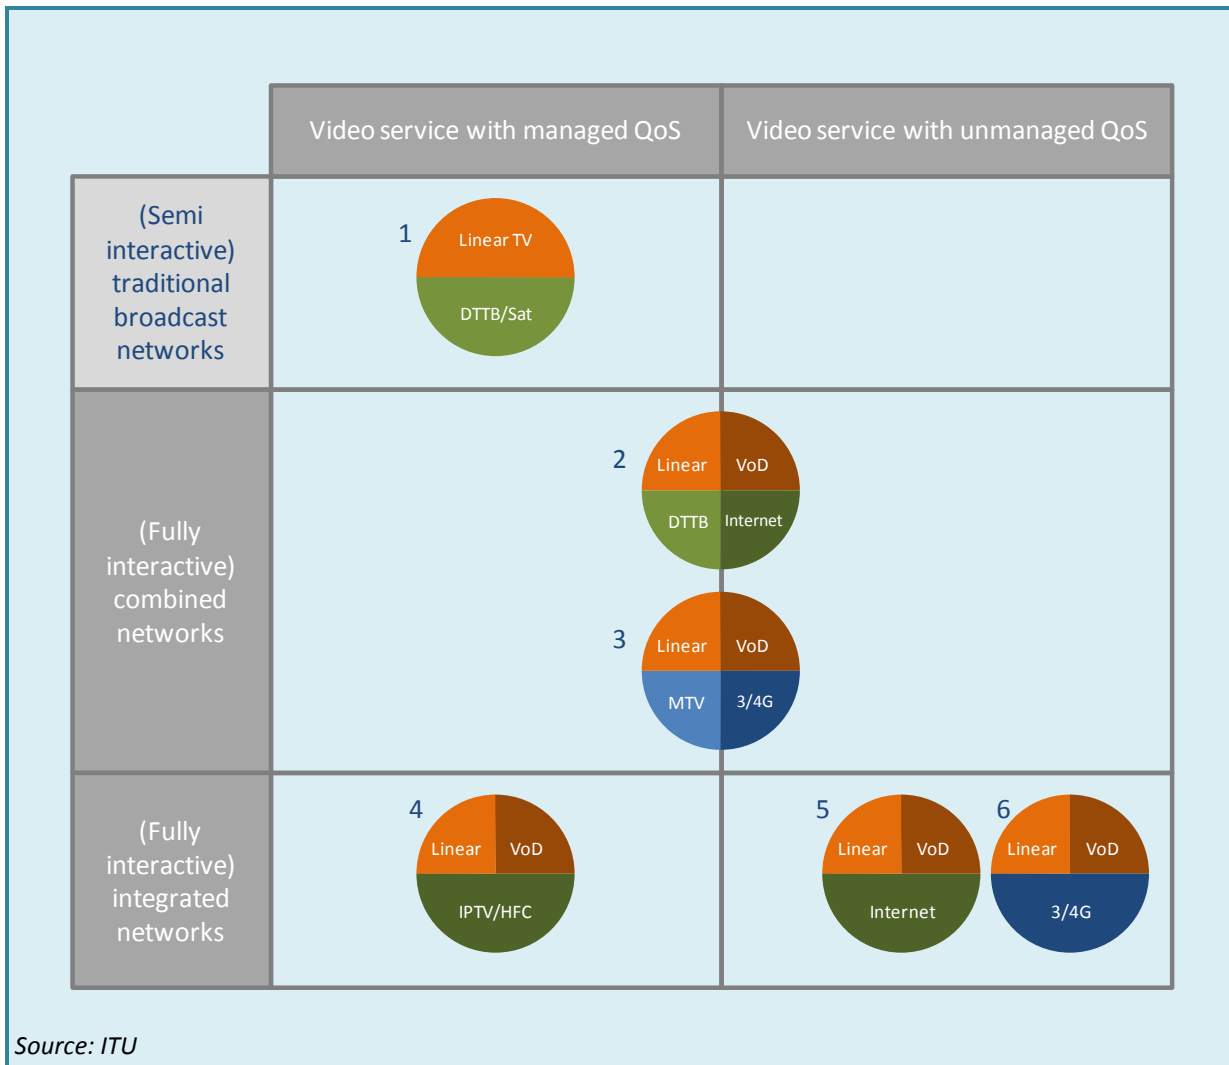 Video service with managed QoS
Video service with unmanaged QoS
(Semi
interactive)
traditional
broadcast
networks
1
Linear TV
DTTB/Sat
(Fully
interactive)
combined
networks
2
Linear
VoD
DTTB
Internet
3
Linear
VoD
MTV
3/4G
(Fully
interactive)
integrated
networks
4
Linear
VoD
IPTV/HFC
5
Linear
VoD
Internet
6
Linear
VoD
3/4G
Source: ITU